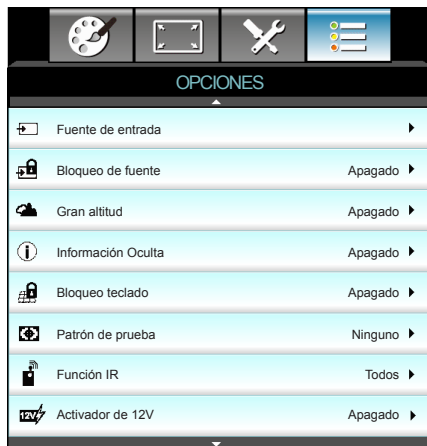 OPCIONES
Fuente de entrada
Bloqueo de fuente Apagado
Gran altitud Apagado
Información Oculta Apagado
Bloqueo teclado Apagado
Patrón de prueba Ninguno
Función IR Todos
12V Activador de 12V Apagado